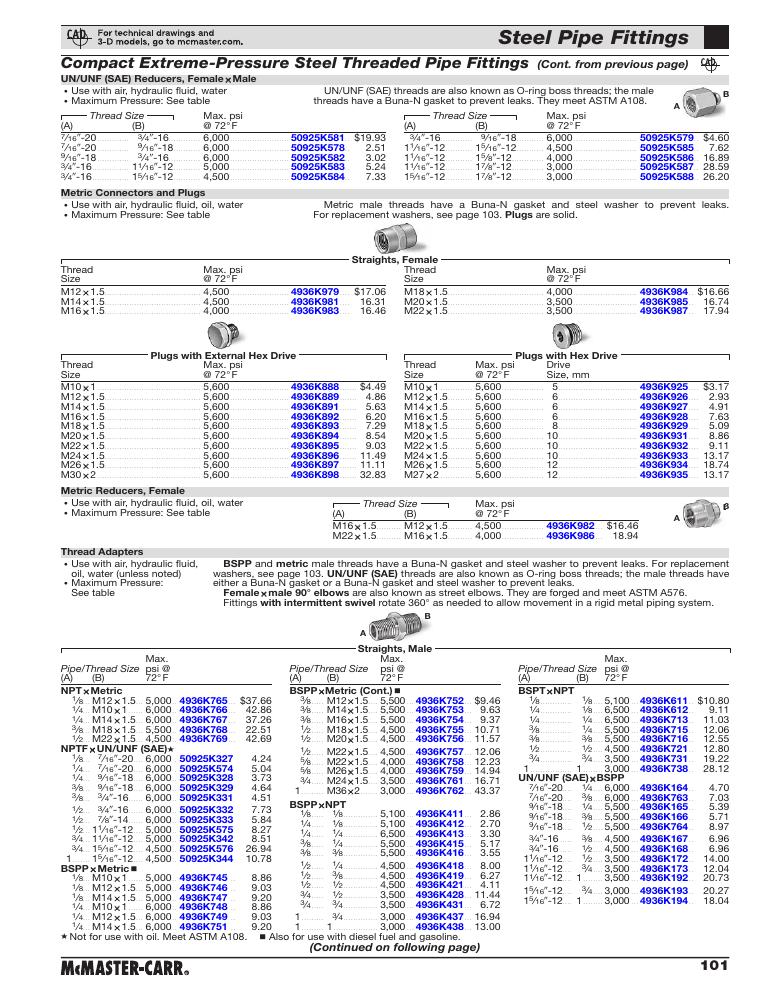 CAD For technical drawings and
3-D models, go to mcmaster.com.
Steel Pipe Fittings
Compact Extreme-Pressure Steel Threaded Pipe Fittings (Cont. from previous page) CAD
UN/UNF (SAE) Reducers, Female × Male
• Use with air, hydraulic fluid, water
• Maximum Pressure: See table
UN/UNF (SAE) threads are also known as O-ring boss threads; the male
threads have a Buna-N gasket to prevent leaks. They meet ASTM A108.
A B
Thread Size Max. psi
(A) (B) @ 72° F
7/16"-20 3/4"-16 6,000 50925K581 $19.93
7/16"-20 9/16"-18 6,000 50925K578 2.51
9/16"-18 3/4"-16 6,000 50925K582 3.02
3/4"-16 11/16"-12 5,000 50925K583 5.24
3/4"-16 15/16"-12 4,500 50925K584 7.33
Thread Size Max. psi
(A) (B) @ 72° F
3/4"-16 9/16"-18 6,000 50925K579 $4.60
11/16"-12 15/16"-12 4,500 50925K585 7.62
11/16"-12 15/8"-12 4,000 50925K586 16.89
11/16"-12 17/8"-12 3,000 50925K587 28.59
15/16"-12 17/8"-12 3,000 50925K588 26.20
Metric Connectors and Plugs
• Use with air, hydraulic fluid, oil, water
• Maximum Pressure: See table
Metric male threads have a Buna-N gasket and steel washer to prevent leaks.
For replacement washers, see page 103. Plugs are solid.
Straights, Female
Thread Max. psi
Size @ 72° F
M12 × 1.5 4,500 4936K979 $17.06
M14 × 1.5 4,500 4936K981 16.31
M16 × 1.5 4,000 4936K983 16.46
Thread Max. psi
Size @ 72° F
M18 × 1.5 4,000 4936K984 $16.66
M20 × 1.5 3,500 4936K985 16.74
M22 × 1.5 3,500 4936K987 17.94
Plugs with External Hex Drive
Thread Max. psi
Size @ 72° F
M10 × 1 5,600 4936K888 $4.49
M12 × 1.5 5,600 4936K889 4.86
M14 × 1.5 5,600 4936K891 5.63
M16 × 1.5 5,600 4936K892 6.20
M18 × 1.5 5,600 4936K893 7.29
M20 × 1.5 5,600 4936K894 8.54
M22 × 1.5 5,600 4936K895 9.03
M24 × 1.5 5,600 4936K896 11.49
M26 × 1.5 5,600 4936K897 11.11
M30 × 2 5,600 4936K898 32.83
Plugs with Hex Drive
Thread Max. psi Drive
Size @ 72° F Size, mm
M10 × 1 5,600 5 4936K925 $3.17
M12 × 1.5 5,600 6 4936K926 2.93
M14 × 1.5 5,600 6 4936K927 4.91
M16 × 1.5 5,600 8 4936K928 7.63
M18 × 1.5 5,600 8 4936K929 5.09
M20 × 1.5 5,600 10 4936K931 8.86
M22 × 1.5 5,600 10 4936K932 9.11
M24 × 1.5 5,600 12 4936K933 13.17
M26 × 1.5 5,600 12 4936K934 18.74
M27 × 2 5,600 12 4936K935 13.17
Metric Reducers, Female
• Use with air, hydraulic fluid, oil, water
• Maximum Pressure: See table
Thread Size Max. psi
(A) (B) @ 72° F
M16 × 1.5 M12 × 1.5 4,500 4936K982 $16.46
M22 × 1.5 M16 × 1.5 4,000 4936K986 18.94
A B
Thread Adapters
• Use with air, hydraulic fluid,
oil, water (unless noted)
• Maximum Pressure:
See table
BSPP and metric male threads have a Buna-N gasket and steel washer to prevent leaks. For replacement
washers, see page 103. UN/UNF (SAE) threads are also known as O-ring boss threads; the male threads have
either a Buna-N gasket or a Buna-N gasket and steel washer to prevent leaks.
Female × male 90° elbows are also known as street elbows. They are forged and meet ASTM A576.
Fittings with intermittent swivel rotate 360° as needed to allow movement in a rigid metal piping system.
A B
Straights, Male
Pipe/Thread Size Max. psi @
(A) (B) 72° F
NPT × Metric
1/8 M12 × 1.5 5,000 4936K765 $37.66
1/4 M10 × 1 6,000 4936K766 42.86
1/4 M14 × 1.5 6,000 4936K767 37.26
3/8 M18 × 1.5 5,500 4936K768 22.51
1/2 M22 × 1.5 4,500 4936K769 42.69
NPTF × UN/UNF (SAE)★
1/8 7/16"-20 6,000 50925K327 4.24
1/4 7/16"-20 6,000 50925K574 5.04
1/4 9/16"-18 6,000 50925K328 3.73
3/8 9/16"-18 6,000 50925K329 4.64
3/8 3/4"-16 6,000 50925K331 4.51
1/2 3/4"-16 6,000 50925K332 7.73
1/2 7/8"-14 6,000 50925K333 5.84
1/2 11/16"-12 5,000 50925K575 8.27
3/4 11/16"-12 5,000 50925K342 8.51
3/4 15/16"-12 4,500 50925K576 26.94
1 15/16"-12 4,500 50925K344 10.78
BSPP × Metric ■
1/8 M10 × 1 5,000 4936K745 8.86
1/8 M12 × 1.5 5,000 4936K746 9.03
1/8 M14 × 1.5 5,000 4936K747 9.20
1/4 M10 × 1 6,000 4936K748 8.86
1/4 M12 × 1.5 6,000 4936K749 9.03
1/4 M14 × 1.5 6,000 4936K751 9.20
Pipe/Thread Size Max. psi @
(A) (B) 72° F
BSPP × Metric (Cont.) ■
3/8 M12 × 1.5 5,500 4936K752 $9.46
3/8 M14 × 1.5 5,500 4936K753 9.63
3/8 M16 × 1.5 5,500 4936K754 9.37
1/2 M18 × 1.5 4,500 4936K755 10.71
1/2 M20 × 1.5 4,500 4936K756 11.57
1/2 M22 × 1.5 4,500 4936K757 12.06
5/8 M22 × 1.5 4,000 4936K758 12.23
5/8 M26 × 1.5 4,000 4936K759 14.94
3/4 M24 × 1.5 3,500 4936K761 16.71
1 M36 × 2 3,000 4936K762 43.37
BSPP × NPT
1/8 1/8 5,100 4936K411 2.86
1/8 1/4 5,100 4936K412 2.70
1/4 1/4 6,500 4936K413 3.30
1/4 3/8 5,500 4936K415 5.17
3/8 3/8 5,500 4936K416 3.55
1/4 1/2 4,500 4936K418 8.00
3/8 1/2 4,500 4936K419 6.27
1/2 1/2 4,500 4936K421 4.11
1/2 3/4 3,500 4936K428 11.44
3/4 3/4 3,500 4936K431 6.72
1 3/4 3,000 4936K437 16.94
1 1 3,000 4936K438 13.00
Pipe/Thread Size Max. psi @
(A) (B) 72° F
BSPT × NPT
1/8 1/8 5,100 4936K611 $10.80
1/8 1/4 6,500 4936K612 9.11
1/4 1/4 6,500 4936K713 11.03
1/4 3/8 5,500 4936K715 12.06
3/8 3/8 5,500 4936K716 12.55
1/2 1/2 4,500 4936K721 12.80
3/4 3/4 3,500 4936K731 19.22
1 1 3,000 4936K738 28.12
UN/UNF (SAE) × BSPP
7/16"-20 1/4 6,000 4936K164 4.70
7/16"-20 3/8 6,000 4936K763 7.03
9/16"-18 1/4 6,500 4936K165 5.39
9/16"-18 3/8 5,500 4936K166 5.71
9/16"-18 1/2 4,500 4936K764 8.97
3/4"-16 3/8 5,500 4936K167 6.96
3/4"-16 1/2 4,500 4936K168 6.96
11/16"-12 1/2 3,500 4936K172 14.00
11/16"-12 3/4 3,500 4936K173 12.04
11/16"-12 1 3,500 4936K192 20.73
15/16"-12 3/4 3,000 4936K193 20.27
15/16"-12 1 3,000 4936K194 18.04
★ Not for use with oil. Meet ASTM A108. ■ Also for use with diesel fuel and gasoline.
(Continued on following page)
McMASTER-CARR® 101